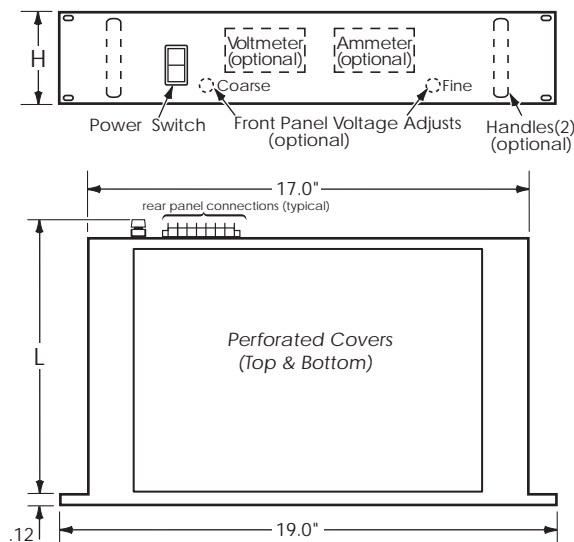 H
Voltmeter
(optional)
Ammeter
(optional)
Coarse
Fine
Power Switch
Front Panel Voltage Adjusts
(optional)
Handles(2)
(optional)
17.0"
rear panel connections (typical)
L
Perforated Covers
(Top & Bottom)
.12
19.0"